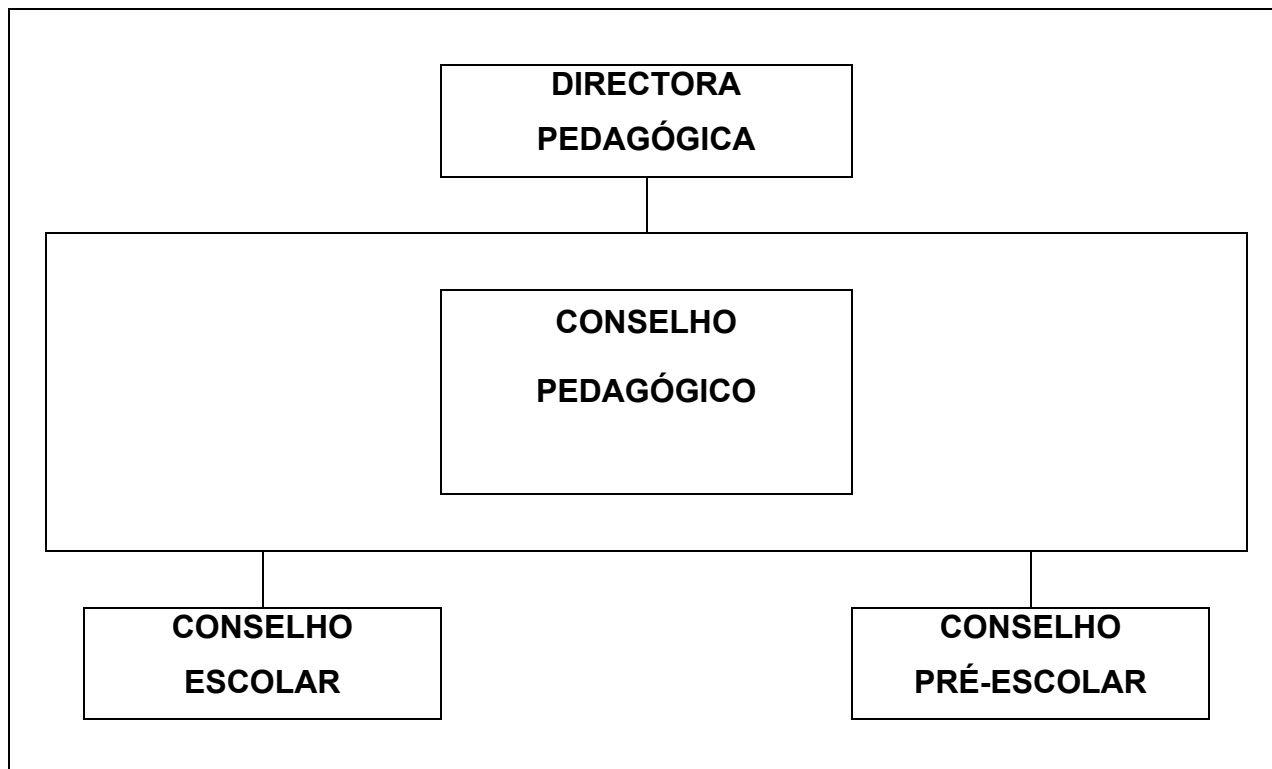 DIRECTORA
PEDAGÓGICA
CONSELHO
PEDAGÓGICO
CONSELHO
ESCOLAR
CONSELHO
PRÉ-ESCOLAR